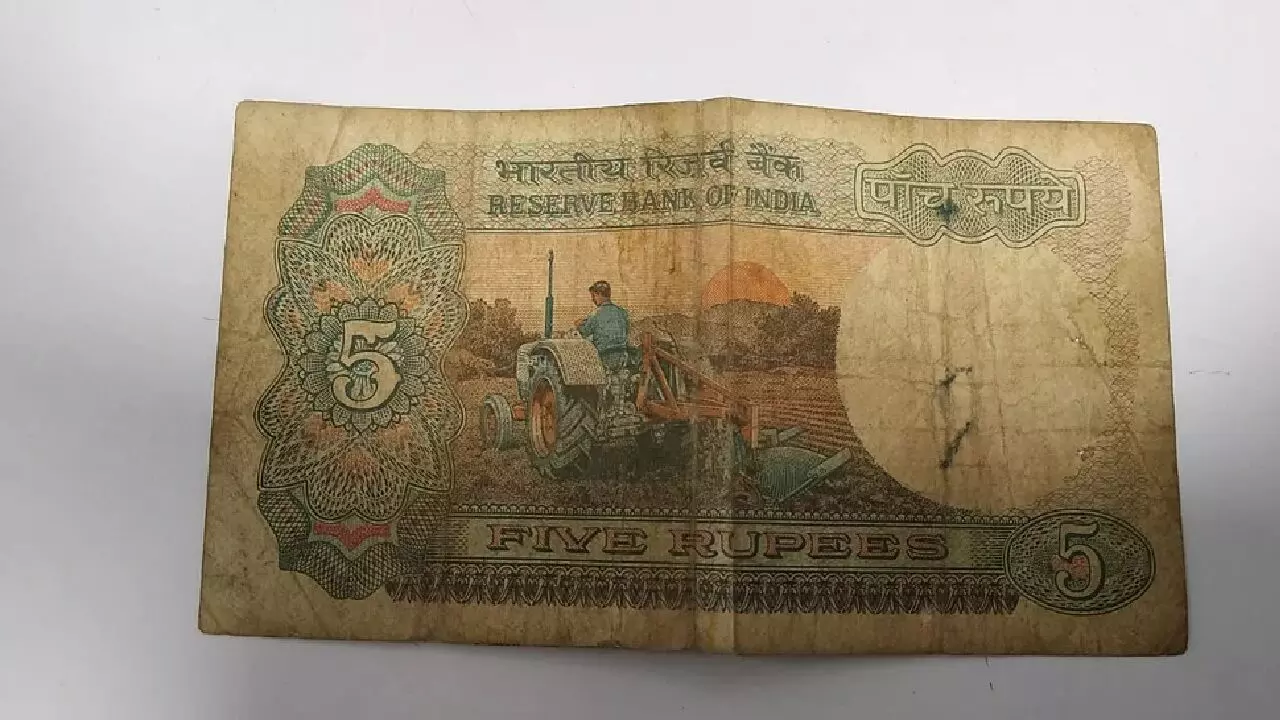 भारतीय रिज़र्व बैंक
RESERVE BANK OF INDIA
पाँच रुपये
5
FIVE RUPEES
5